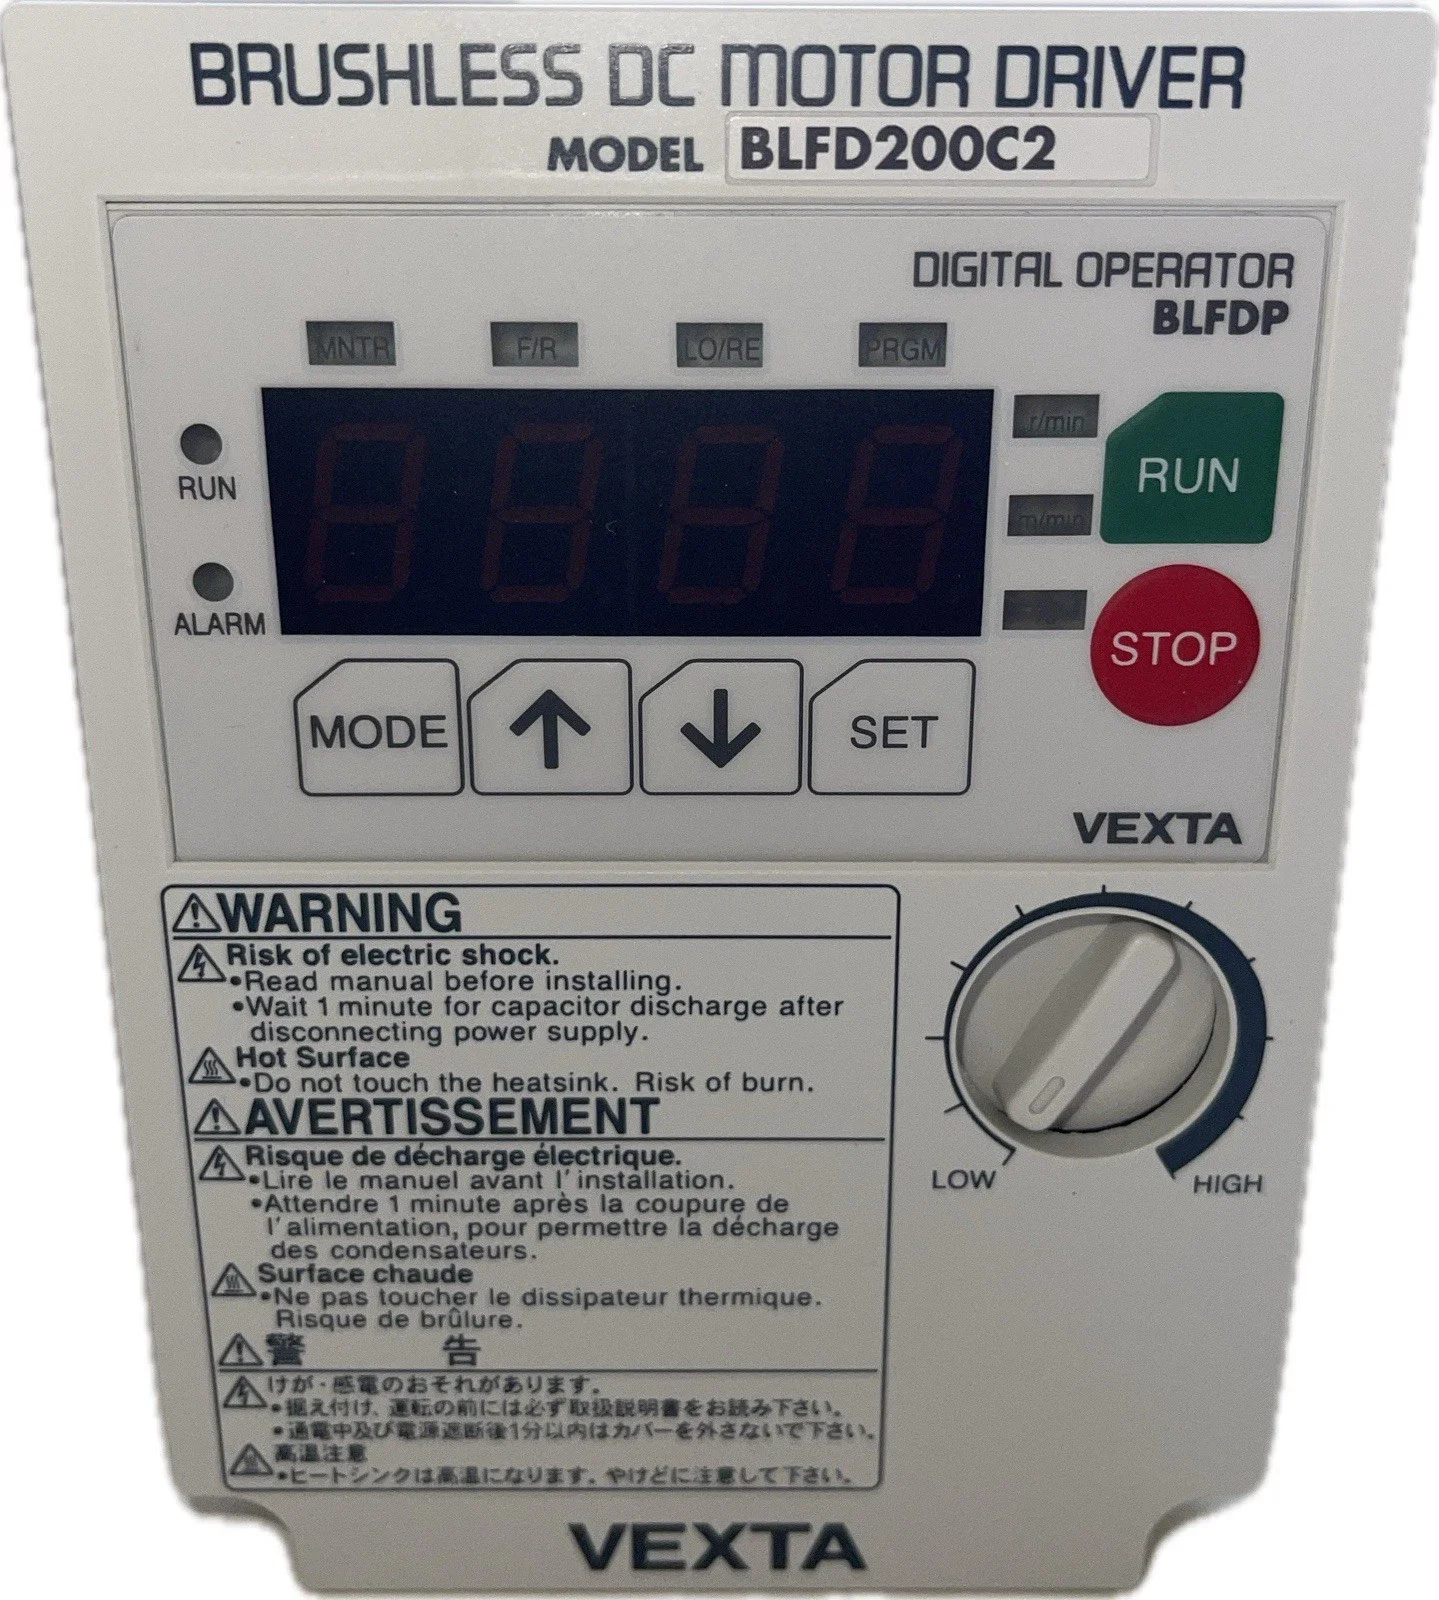 BRUSHLESS DC MOTOR DRIVER
MODEL BLFD200C2
DIGITAL OPERATOR
BLFDP
MNTR F/R LO/RE PRGM
r/min
RUN
RUN
m/min
ALARM
STOP
MODE ↑ ↓ SET
VEXTA
WARNING
Risk of electric shock.
•Read manual before installing.
•Wait 1 minute for capacitor discharge after
disconnecting power supply.
Hot Surface
•Do not touch the heatsink. Risk of burn.
AVERTISSEMENT
Risque de décharge électrique.
•Lire le manuel avant l'installation.
•Attendre 1 minute après la coupure de
l'alimentation, pour permettre la décharge
des condensateurs.
Surface chaude
•Ne pas toucher le dissipateur thermique.
Risque de brûlure.
警 告
けが・感電のおそれがあります。
•据え付け、運転の前には必ず取扱説明書をお読み下さい。
•通電中及び電源遮断後1分以内はカバーを外さないで下さい。
高温注意
•ヒートシンクは高温になります。やけどに注意して下さい。
LOW HIGH
VEXTA